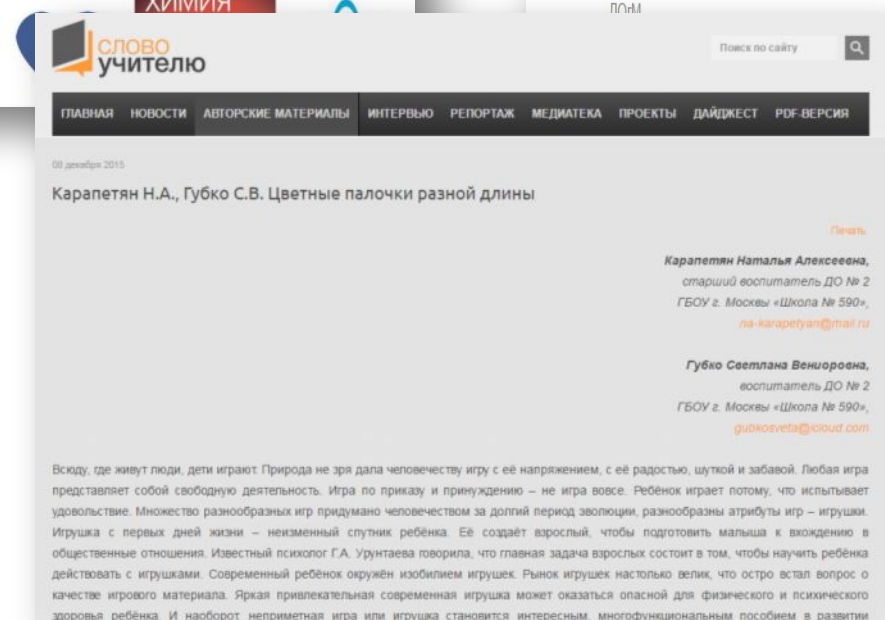 ХИМИЯ
ДОгМ
СЛОВО
УЧИТЕЛЮ
Поиск по сайту
ГЛАВНАЯ НОВОСТИ АВТОРСКИЕ МАТЕРИАЛЫ ИНТЕРВЬЮ РЕПОРТАЖ МЕДИАТЕКА ПРОЕКТЫ ДАЙДЖЕСТ PDF-ВЕРСИЯ
08 декабря 2015
Карапетян Н.А., Губко С.В. Цветные палочки разной длины
Печать
Карапетян Наталья Алексеевна,
старший воспитатель ДО № 2
ГБОУ г. Москвы «Школа № 590»,
na-karapetyan@mail.ru
Губко Светлана Вениоровна,
воспитатель ДО № 2
ГБОУ г. Москвы «Школа № 590»,
gubkosveta@icloud.com
Всюду, где живут люди, дети играют. Природа не зря дала человечеству игру с её напряжением, с её радостью, шуткой и забавой. Любая игра
представляет собой свободную деятельность. Игра по приказу и принуждению – не игра вовсе. Ребёнок играет потому, что испытывает
удовольствие. Множество разнообразных игр придумано человечеством за долгий период эволюции, разнообразны атрибуты игр – игрушки.
Игрушка с первых дней жизни – неизменный спутник ребёнка. Её создаёт взрослый, чтобы подготовить малыша к вхождению в
общественные отношения. Известный психолог Г.А. Урунтаева говорила, что главная задача взрослых состоит в том, чтобы научить ребёнка
действовать с игрушками. Современный ребёнок окружён изобилием игрушек. Рынок игрушек настолько велик, что остро встал вопрос о
качестве игрового материала. Яркая привлекательная современная игрушка может оказаться опасной для физического и психического
здоровья ребёнка. И наоборот, неприметная игра или игрушка становится интересным, многофункциональным пособием в развитии